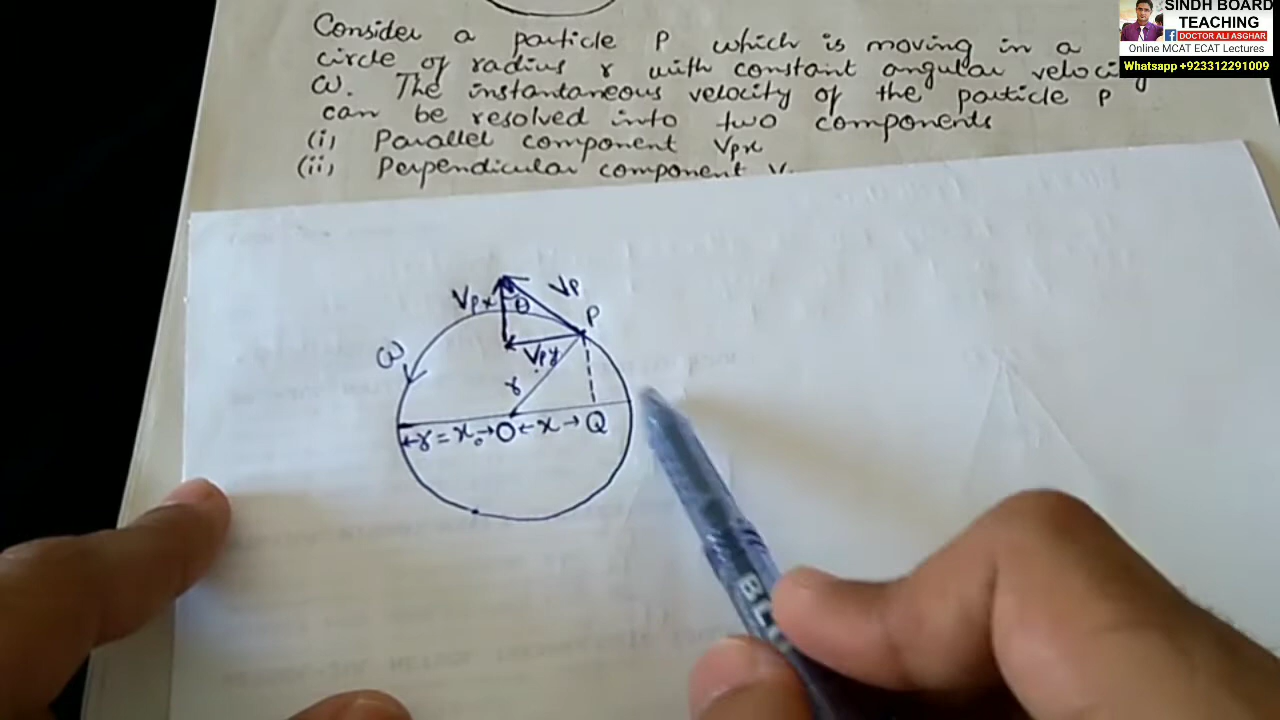 SINDH BOARD
TEACHING
f DOCTOR ALI ASGHAR
Online MCAT ECAT Lectures
Whatsapp +923312291009
Consider a particle P which is moving in a
circle of radius r with constant angular velocity
ω. The instantaneous velocity of the particle P
can be resolved into two components
(i) Parallel component Vpx
(ii) Perpendicular component V
Vp
Vpx θ
P
ω
Vpy
r
r = x₀ O x Q
BL